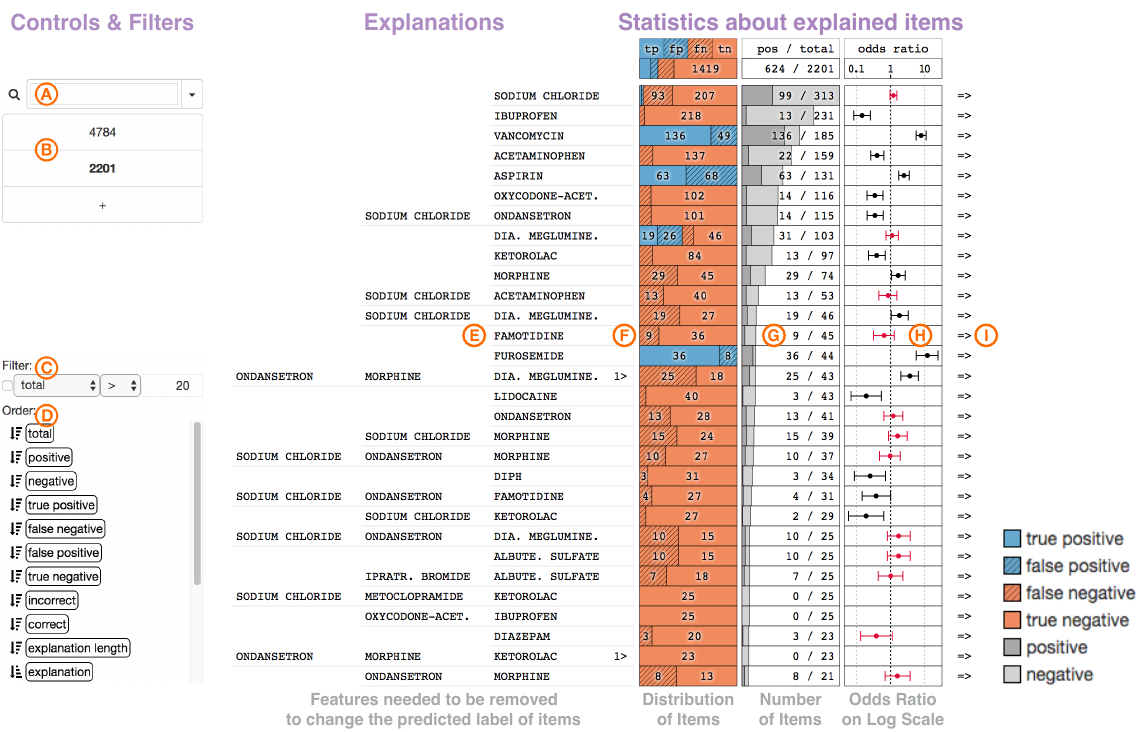 Controls & Filters
Explanations
Statistics about explained items
tp fp fn tn
pos / total
odds ratio
1419
624 / 2201
0.1 1 10
A
B
4784
2201
+
SODIUM CHLORIDE 93 207 99 / 313 =>
IBUPROFEN 218 13 / 231 =>
VANCOMYCIN 136 49 136 / 185 =>
ACETAMINOPHEN 137 22 / 159 =>
ASPIRIN 63 68 63 / 131 =>
OXYCODONE-ACET. 102 14 / 116 =>
SODIUM CHLORIDE ONDANSETRON 101 14 / 115 =>
DIA. MEGLUMINE. 19 26 46 31 / 103 =>
KETOROLAC 84 13 / 97 =>
MORPHINE 29 45 29 / 74 =>
SODIUM CHLORIDE ACETAMINOPHEN 13 40 13 / 53 =>
SODIUM CHLORIDE DIA. MEGLUMINE. 19 27 19 / 46 =>
E FAMOTIDINE F 9 36 G 9 / 45 H => I
FUROSEMIDE 36 8 36 / 44 =>
ONDANSETRON MORPHINE DIA. MEGLUMINE. 1> 25 18 25 / 43 =>
LIDOCAINE 40 3 / 43 =>
ONDANSETRON 13 28 13 / 41 =>
SODIUM CHLORIDE MORPHINE 15 24 15 / 39 =>
SODIUM CHLORIDE ONDANSETRON MORPHINE 10 27 10 / 37 =>
DIPH 3 31 3 / 34 =>
SODIUM CHLORIDE ONDANSETRON FAMOTIDINE 4 27 4 / 31 =>
SODIUM CHLORIDE KETOROLAC 27 2 / 29 =>
SODIUM CHLORIDE ONDANSETRON DIA. MEGLUMINE. 10 15 10 / 25 =>
ALBUTE. SULFATE 10 15 10 / 25 =>
IPRATR. BROMIDE ALBUTE. SULFATE 7 18 7 / 25 =>
SODIUM CHLORIDE METOCLOPRAMIDE KETOROLAC 25 0 / 25 =>
OXYCODONE-ACET. IBUPROFEN 25 0 / 25 =>
DIAZEPAM 3 20 3 / 23 =>
ONDANSETRON MORPHINE KETOROLAC 1> 23 0 / 23 =>
ONDANSETRON MORPHINE 8 13 8 / 21 =>
Filter: C
total > 20
Order: D
total
positive
negative
true positive
false negative
false positive
true negative
incorrect
correct
explanation length
explanation
true positive
false positive
false negative
true negative
positive
negative
Features needed to be removed
to change the predicted label of items
Distribution
of Items
Number
of Items
Odds Ratio
on Log Scale